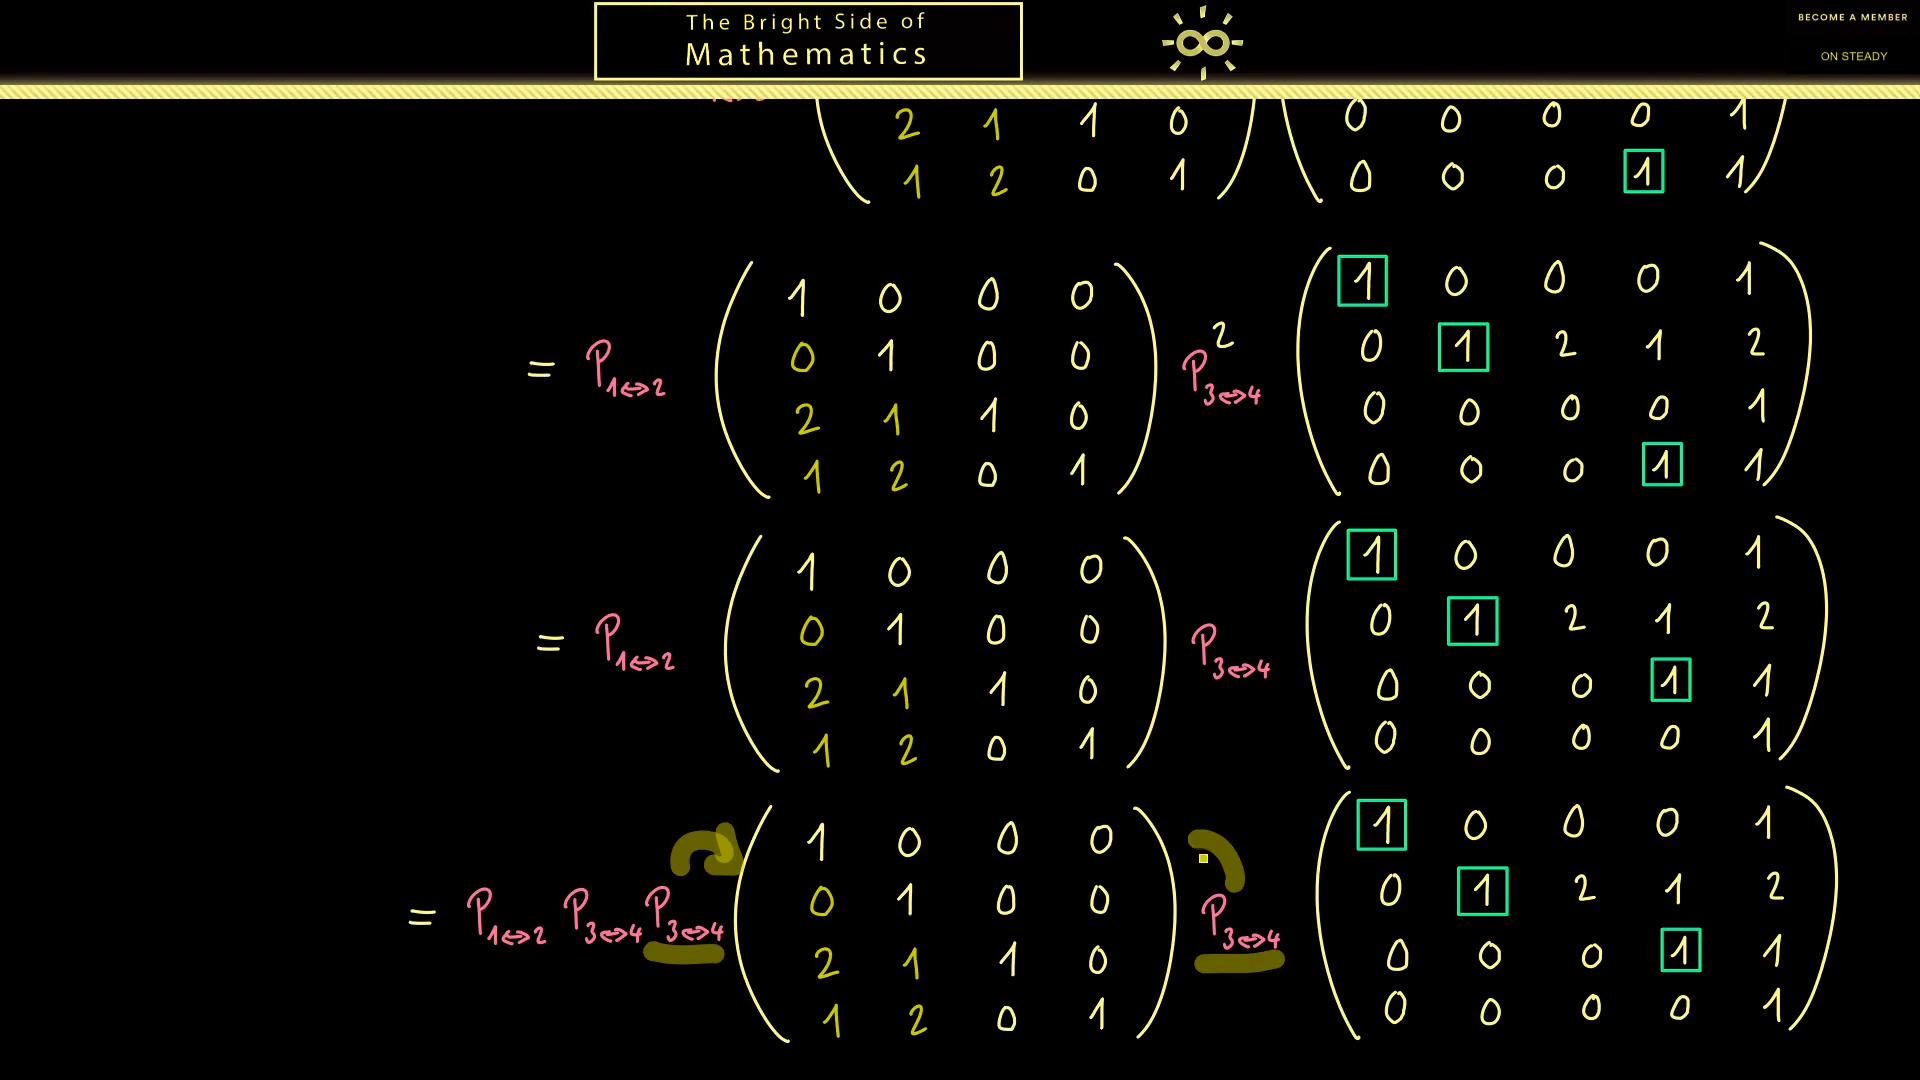 The Bright Side of
Mathematics
BECOME A MEMBER
ON STEADY
2 1 1 0 0 0 0 0 1
1 2 0 1 0 0 0 1 1
1 0 0 0 1 0 0 0 1
0 1 0 0 0 1 2 1 2
= P1↔2 P3↔4 2
2 1 1 0 0 0 0 0 1
1 2 0 1 0 0 0 1 1
1 0 0 0 1 0 0 0 1
0 1 0 0 0 1 2 1 2
= P1↔2 P3↔4
2 1 1 0 0 0 0 1 1
1 2 0 1 0 0 0 0 1
1 0 0 0 1 0 0 0 1
0 1 0 0 0 1 2 1 2
= P1↔2 P3↔4 P3↔4 P3↔4
2 1 1 0 0 0 0 1 1
1 2 0 1 0 0 0 0 1